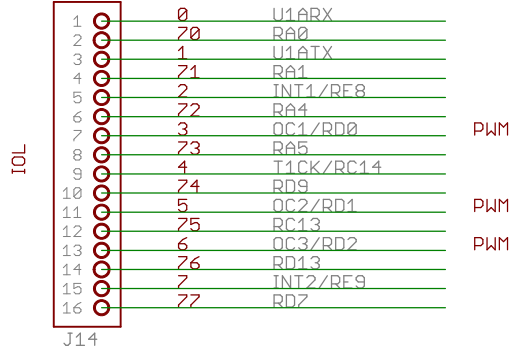 1 0 U1ARX
2 70 RA0
3 1 U1ATX
4 71 RA1
5 2 INT1/RE8
6 72 RA4
7 3 OC1/RD0 PWM
8 73 RA5
9 4 T1CK/RC14
10 74 RD9
11 5 OC2/RD1 PWM
12 75 RC13
13 6 OC3/RD2 PWM
14 76 RD13
15 7 INT2/RE9
16 77 RD7
IOL
J14